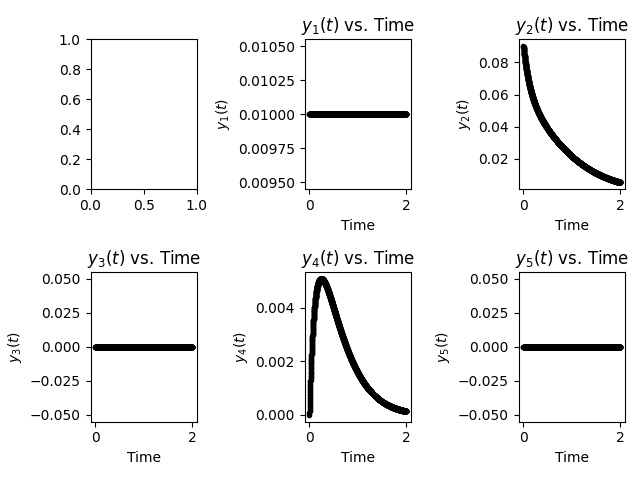 y₁(t) vs. Time
y₂(t) vs. Time
1.0
0.8
0.6
0.4
0.2
0.0
0.0 0.5 1.0
0.01050
0.01025
0.01000
0.00975
0.00950
y₁(t)
0 2
Time
0.08
0.06
0.04
0.02
y₂(t)
0 2
Time
y₃(t) vs. Time
y₄(t) vs. Time
y₅(t) vs. Time
0.050
0.025
0.000
−0.025
−0.050
y₃(t)
0 2
Time
0.004
0.002
0.000
y₄(t)
0 2
Time
0.050
0.025
0.000
−0.025
−0.050
y₅(t)
0 2
Time